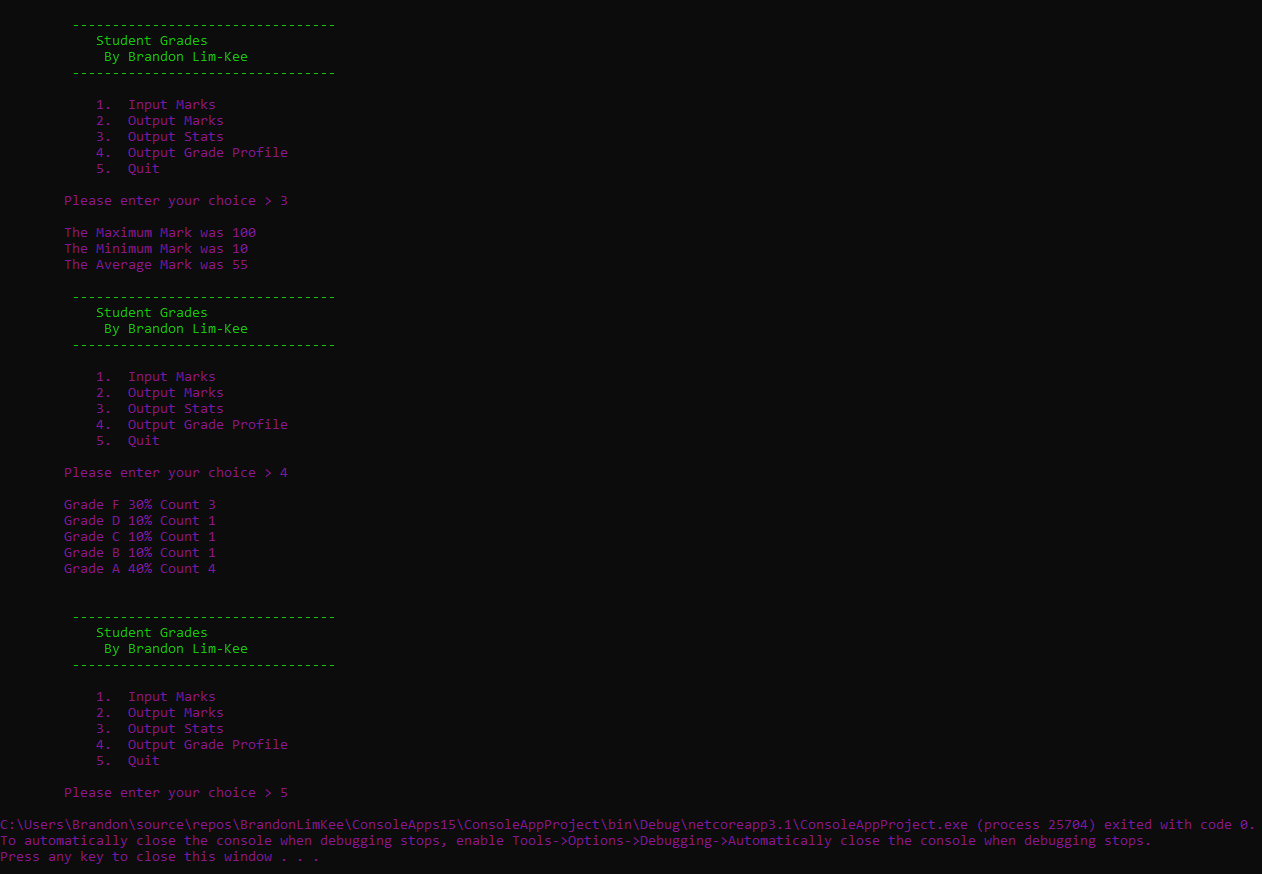 --------------------------------
Student Grades
By Brandon Lim-Kee
--------------------------------
1. Input Marks
2. Output Marks
3. Output Stats
4. Output Grade Profile
5. Quit
Please enter your choice > 3
The Maximum Mark was 100
The Minimum Mark was 10
The Average Mark was 55
--------------------------------
Student Grades
By Brandon Lim-Kee
--------------------------------
1. Input Marks
2. Output Marks
3. Output Stats
4. Output Grade Profile
5. Quit
Please enter your choice > 4
Grade F 30% Count 3
Grade D 10% Count 1
Grade C 10% Count 1
Grade B 10% Count 1
Grade A 40% Count 4
--------------------------------
Student Grades
By Brandon Lim-Kee
--------------------------------
1. Input Marks
2. Output Marks
3. Output Stats
4. Output Grade Profile
5. Quit
Please enter your choice > 5
C:\Users\Brandon\source\repos\BrandonLimKee\ConsoleApps15\ConsoleAppProject\bin\Debug\netcoreapp3.1\ConsoleAppProject.exe (process 25704) exited with code 0.
To automatically close the console when debugging stops, enable Tools->Options->Debugging->Automatically close the console when debugging stops.
Press any key to close this window . . .